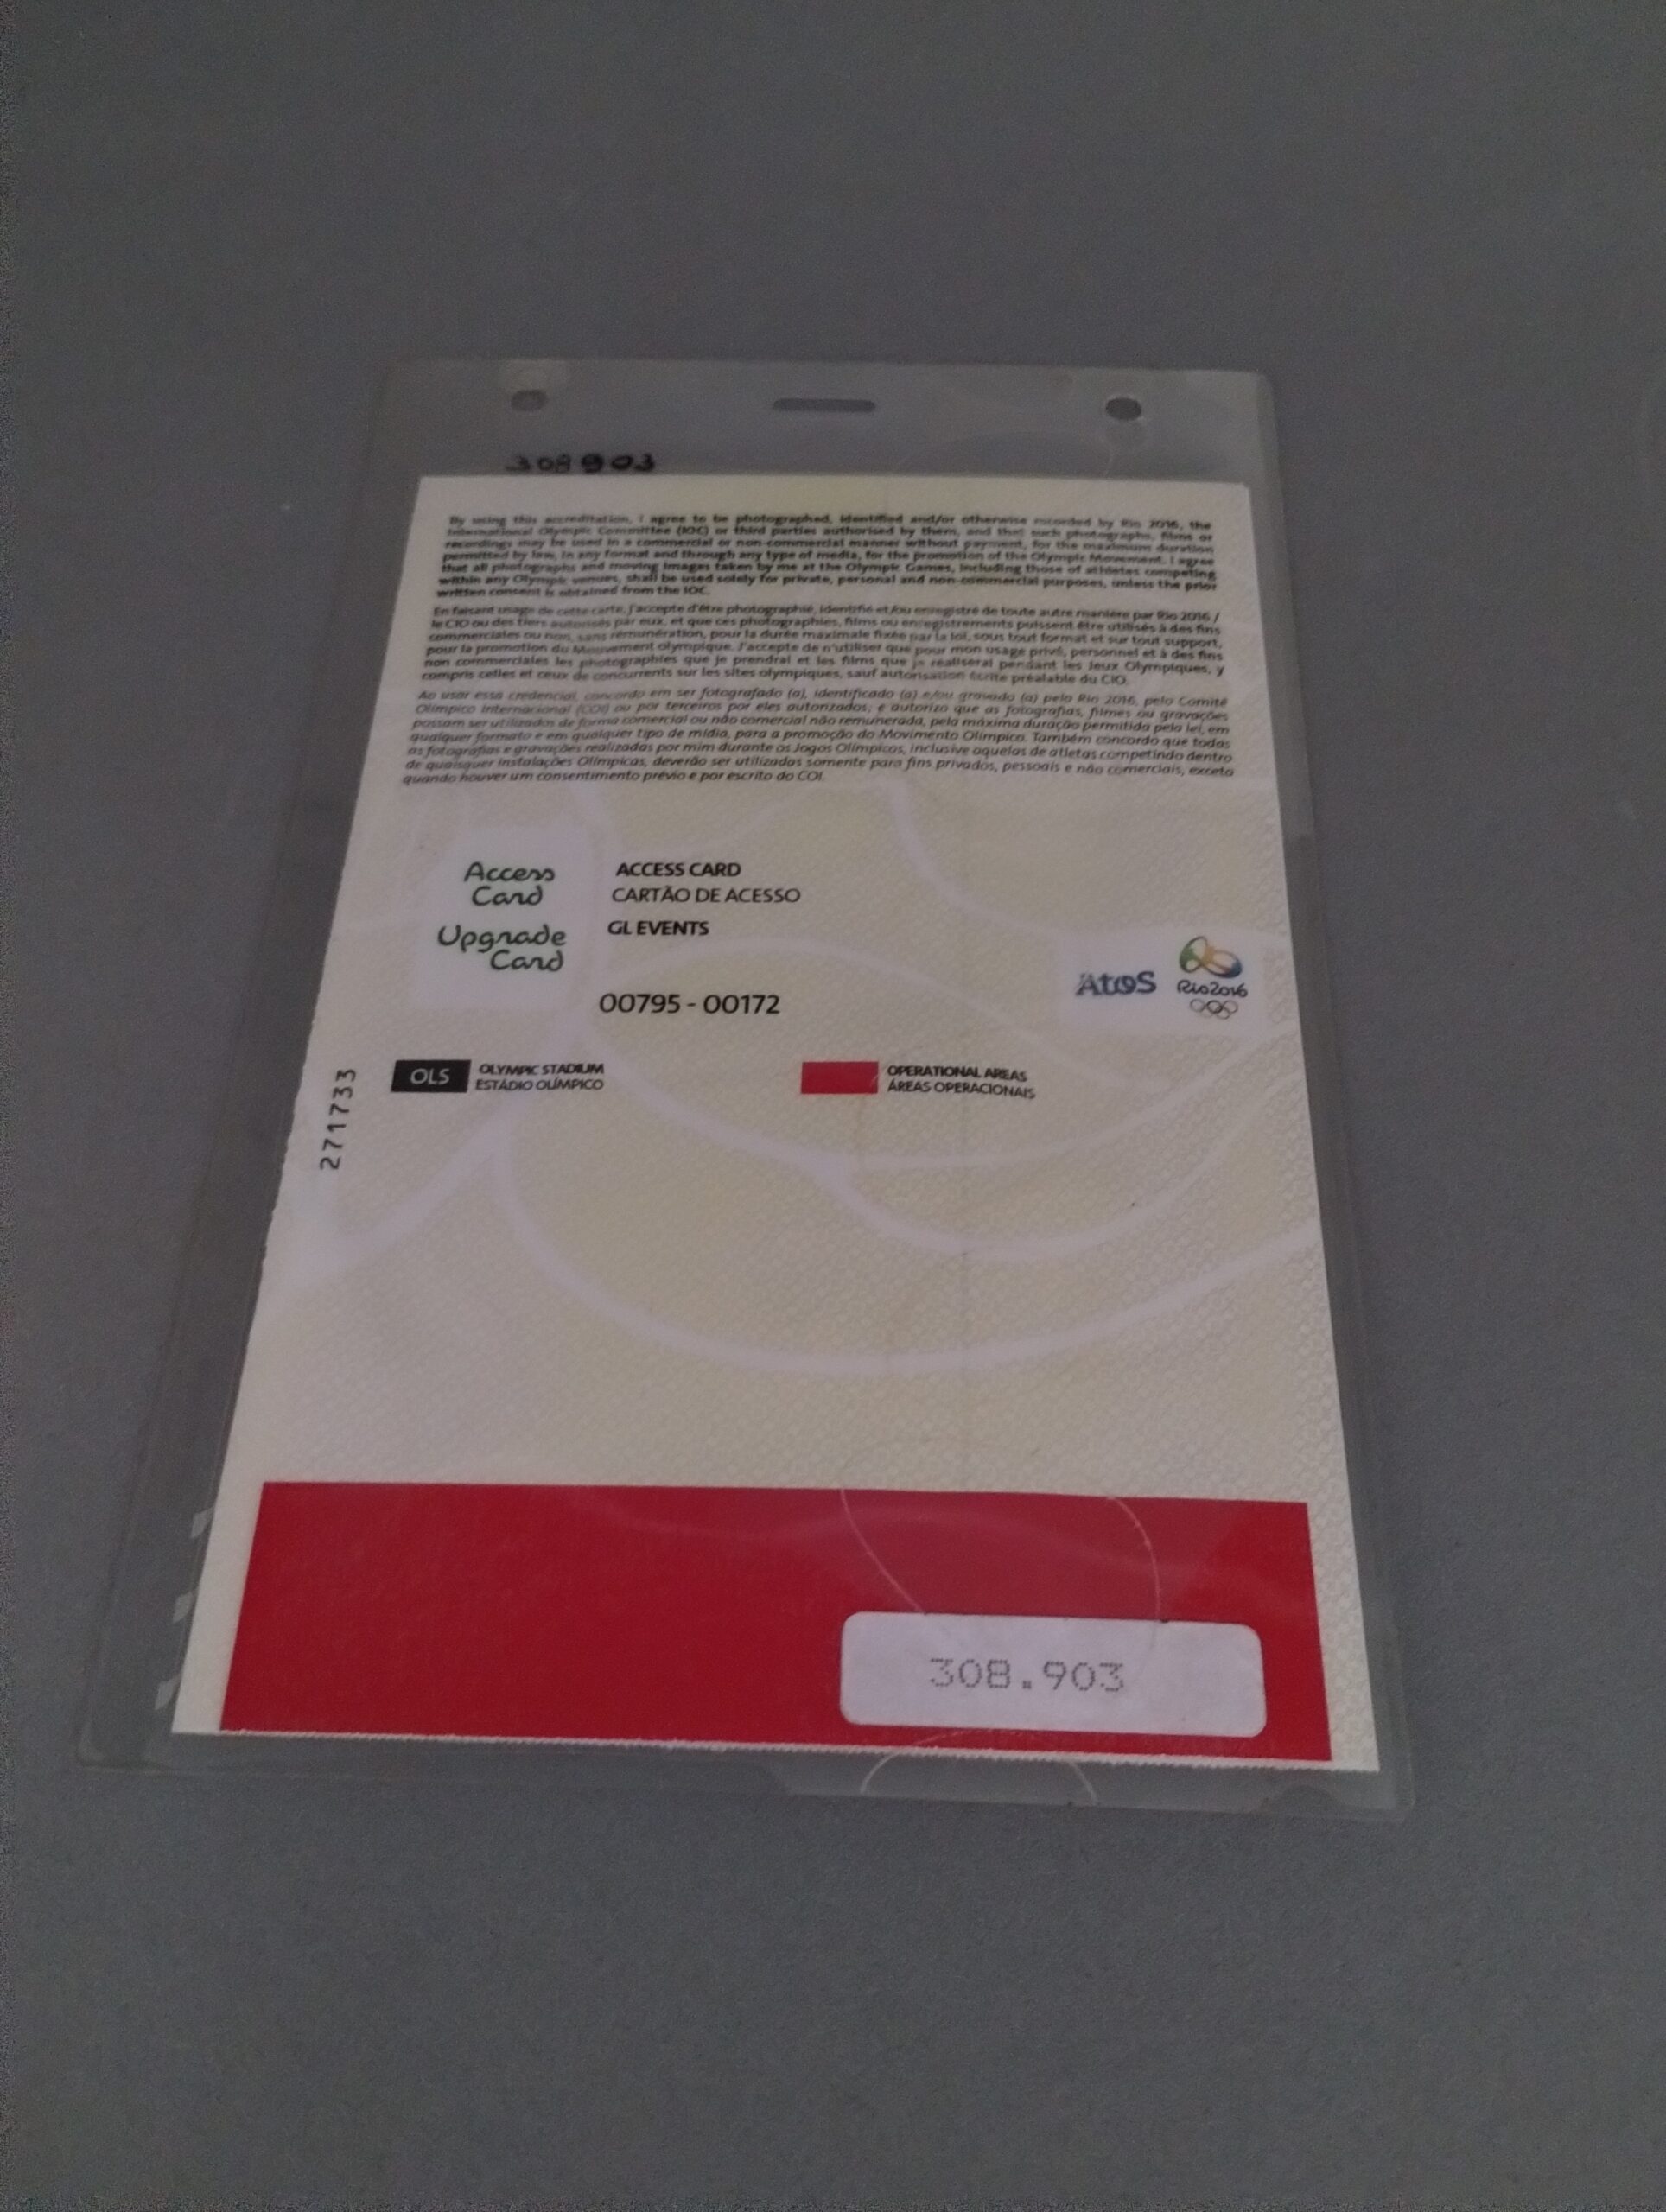 308903
By using this accreditation, I agree to be photographed, identified and/or otherwise recorded by Rio 2016, the
International Olympic Committee (IOC) or third parties authorised by them, and that such photographs, films or
recordings may be used in a commercial or non-commercial manner without payment, for the maximum duration
permitted by law, in any format and through any type of media, for the promotion of the Olympic Movement. I agree
that all photographs and moving images taken by me at the Olympic Games, including those of athletes competing
within any Olympic venues, shall be used solely for private, personal and non-commercial purposes, unless the prior
written consent is obtained from the IOC.
En faisant usage de cette carte, j'accepte d'être photographié, identifié et/ou enregistré de toute autre manière par Rio 2016 /
le CIO ou des tiers autorisés par eux, et que ces photographies, films ou enregistrements puissent être utilisés à des fins
commerciales ou non, sans rémunération, pour la durée maximale fixée par la loi, sous tout format et sur tout support,
pour la promotion du Mouvement olympique. J'accepte de n'utiliser que pour mon usage privé, personnel et à des fins
non commerciales les photographies que je prendrai et les films que je réaliserai pendant les Jeux Olympiques, y
compris celles et ceux de concurrents sur les sites olympiques, sauf autorisation écrite préalable du CIO.
Ao usar essa credencial, concordo em ser fotografado (a), identificado (a) e/ou gravado (a) pelo Rio 2016, pelo Comitê
Olímpico Internacional (COI) ou por terceiros por eles autorizados; e autorizo que as fotografias, filmes ou gravações
possam ser utilizados de forma comercial ou não comercial não remunerada, pela máxima duração permitida pela lei, em
qualquer formato e em qualquer tipo de mídia, para a promoção do Movimento Olímpico. Também concordo que todas
as fotografias e gravações realizadas por mim durante os Jogos Olímpicos, inclusive aquelas de atletas competindo dentro
de quaisquer instalações Olímpicas, deverão ser utilizadas somente para fins privados, pessoais e não comerciais, exceto
quando houver um consentimento prévio e por escrito do COI.
Access
Card
Upgrade
Card
ACCESS CARD
CARTÃO DE ACESSO
GL EVENTS
00795 - 00172
Atos
Rio2016
271733
OLS
OLYMPIC STADIUM
ESTÁDIO OLÍMPICO
OPERATIONAL AREAS
ÁREAS OPERACIONAIS
308.903